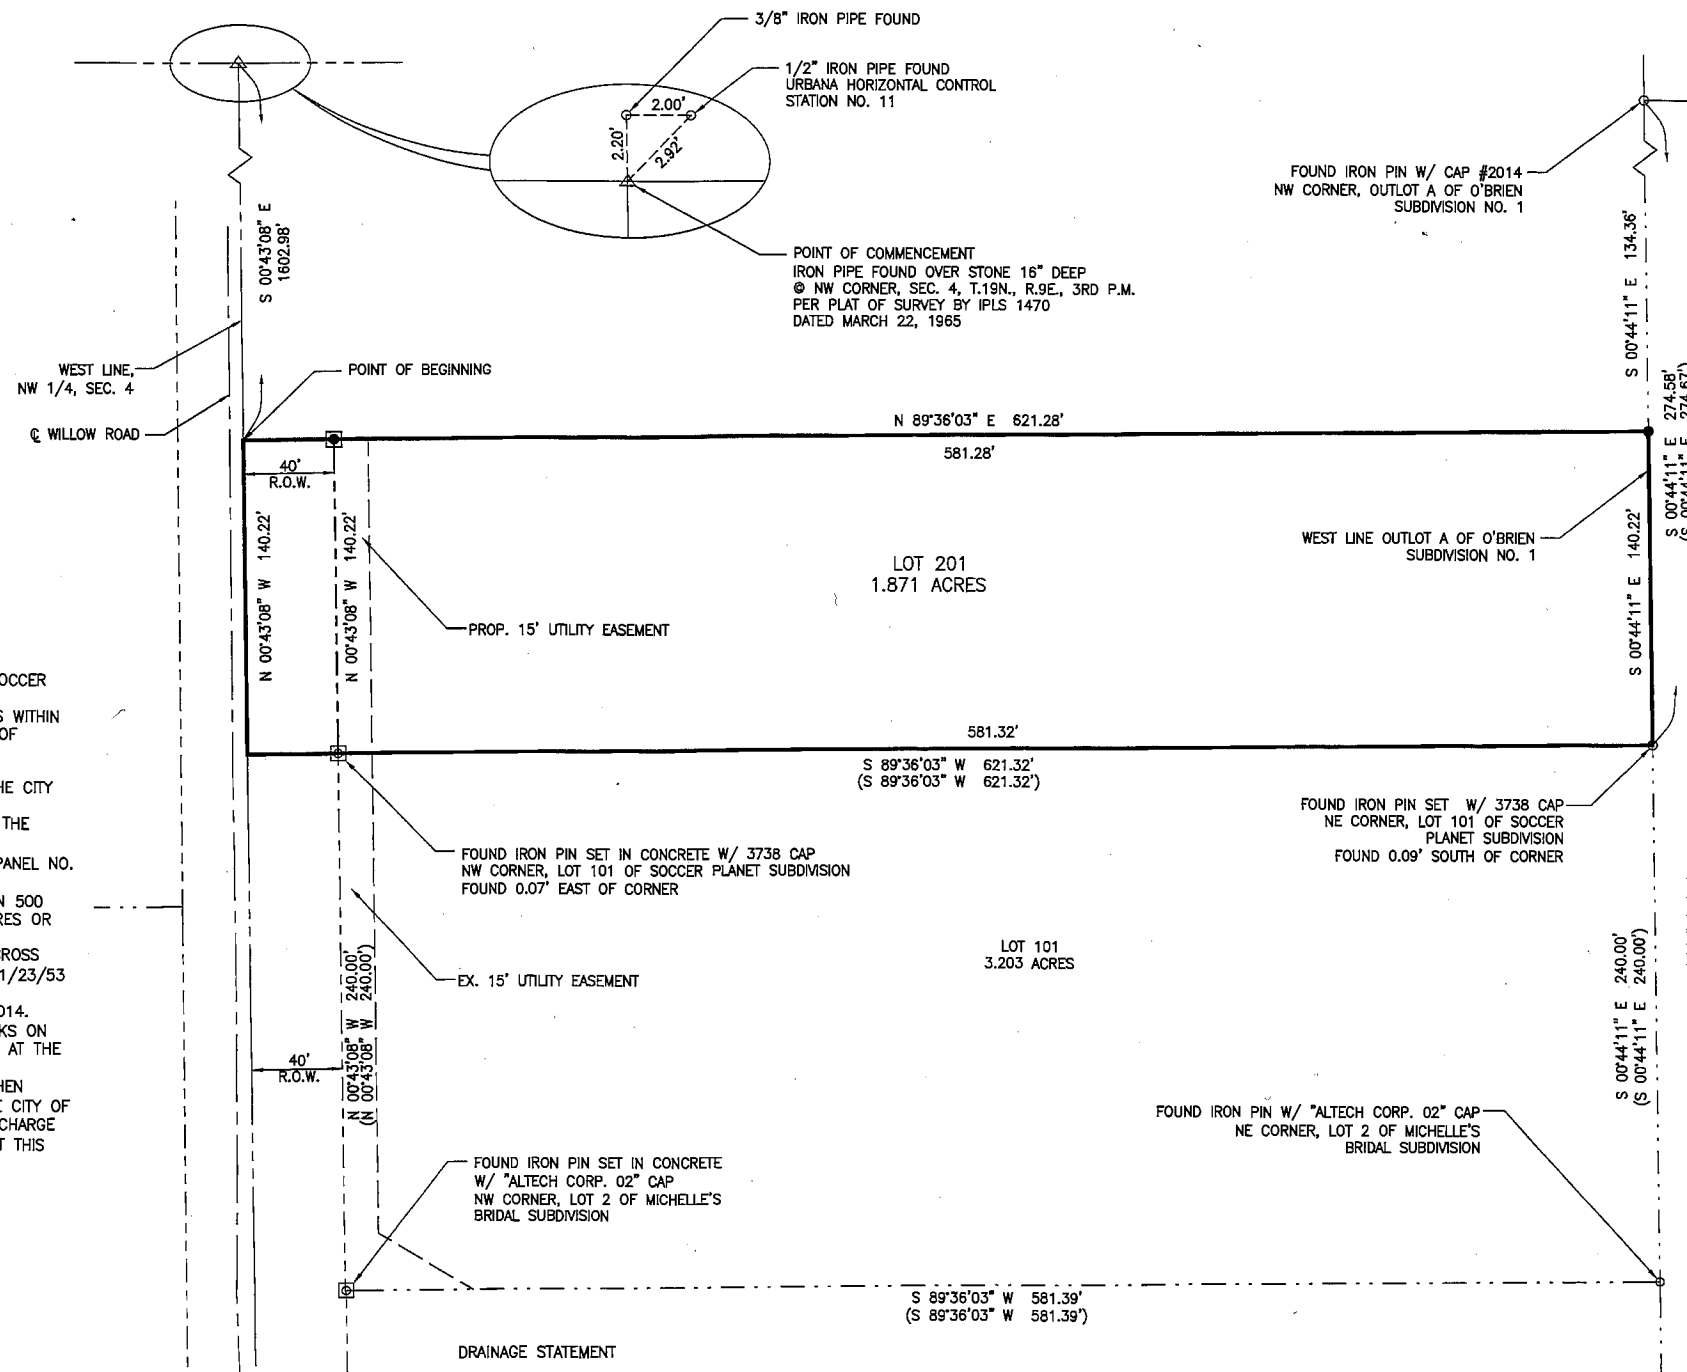 3/8" IRON PIPE FOUND
1/2" IRON PIPE FOUND
URBANA HORIZONTAL CONTROL
STATION NO. 11
2.00'
2.20'
2.92'
FOUND IRON PIN W/ CAP #2014
NW CORNER, OUTLOT A OF O'BRIEN
SUBDIVISION NO. 1
S 00°43'08" E
1602.98'
S 00°44'11" E 134.36'
POINT OF COMMENCEMENT
IRON PIPE FOUND OVER STONE 16" DEEP
@ NW CORNER, SEC. 4, T.19N., R.9E., 3RD P.M.
PER PLAT OF SURVEY BY IPLS 1470
DATED MARCH 22, 1965
WEST LINE,
NW 1/4, SEC. 4
POINT OF BEGINNING
℄ WILLOW ROAD
N 89°36'03" E 621.28'
581.28'
S 00°44'11" E 274.58'
(S 00°44'11" E 274.67')
40'
R.O.W.
N 00°43'08" W 140.22'
N 00°43'08" W 140.22'
WEST LINE OUTLOT A OF O'BRIEN
SUBDIVISION NO. 1
S 00°44'11" E 140.22'
LOT 201
1.871 ACRES
PROP. 15' UTILITY EASEMENT
581.32'
S 89°36'03" W 621.32'
(S 89°36'03" W 621.32')
OCCER
WITHIN
OF
HE CITY
THE
PANEL NO.
N 500
RES OR
ROSS
1/23/53
014.
KS ON
AT THE
HEN
CITY OF
CHARGE
T THIS
FOUND IRON PIN SET W/ 3738 CAP
NE CORNER, LOT 101 OF SOCCER
PLANET SUBDIVISION
FOUND 0.09' SOUTH OF CORNER
FOUND IRON PIN SET IN CONCRETE W/ 3738 CAP
NW CORNER, LOT 101 OF SOCCER PLANET SUBDIVISION
FOUND 0.07' EAST OF CORNER
LOT 101
3.203 ACRES
EX. 15' UTILITY EASEMENT
N 00°43'08" W 240.00'
(N 00°43'08" W 240.00')
S 00°44'11" E 240.00'
(S 00°44'11" E 240.00')
40'
R.O.W.
FOUND IRON PIN W/ "ALTECH CORP. 02" CAP
NE CORNER, LOT 2 OF MICHELLE'S
BRIDAL SUBDIVISION
FOUND IRON PIN SET IN CONCRETE
W/ "ALTECH CORP. 02" CAP
NW CORNER, LOT 2 OF MICHELLE'S
BRIDAL SUBDIVISION
S 89°36'03" W 581.39'
(S 89°36'03" W 581.39')
DRAINAGE STATEMENT